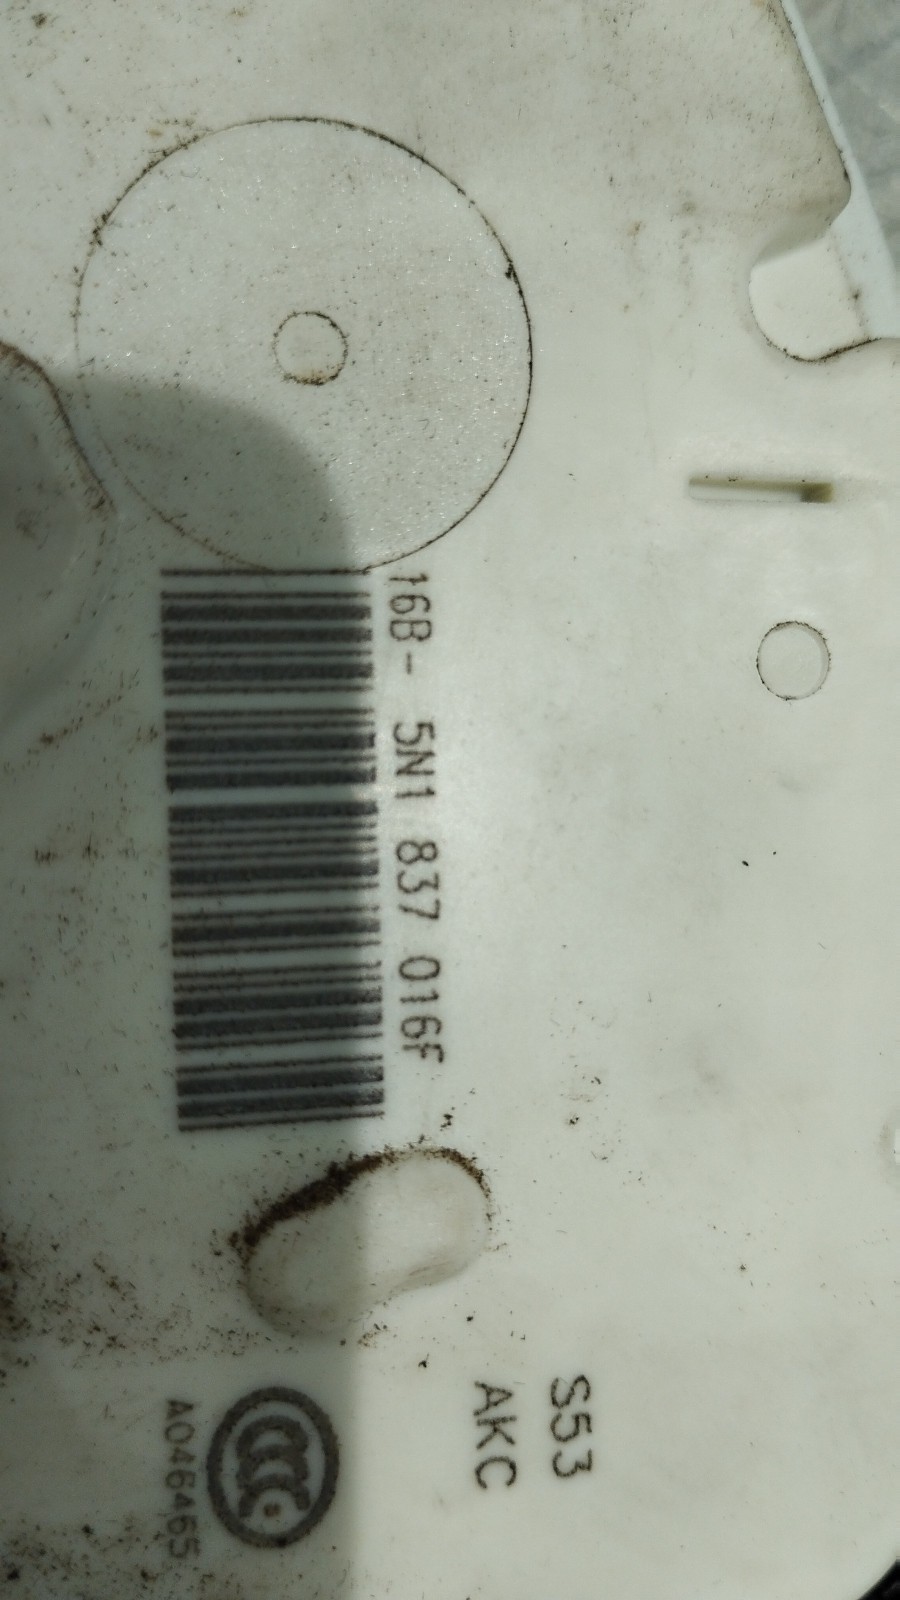 16B- 5N1 837 016F
S53
AKC
CCC
S
A046465